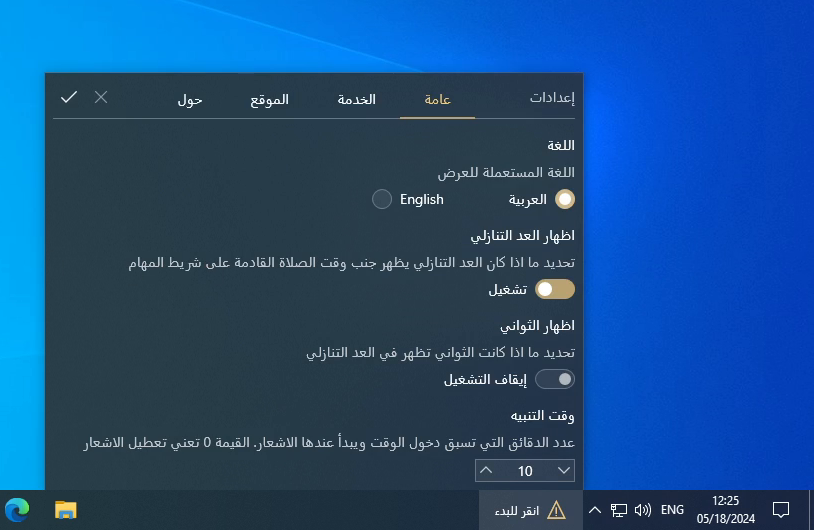 إعدادات
عامة
الخدمة
الموقع
حول
اللغة
اللغة المستعملة للعرض
العربية
English
اظهار العد التنازلي
تحديد ما اذا كان العد التنازلي يظهر جنب وقت الصلاة القادمة على شريط المهام
تشغيل
اظهار الثواني
تحديد ما اذا كانت الثواني تظهر في العد التنازلي
إيقاف التشغيل
وقت التنبيه
عدد الدقائق التي تسبق دخول الوقت ويبدأ عندها الاشعار. القيمة 0 تعني تعطيل الاشعار
10
انقر للبدء
ENG
12:25
05/18/2024